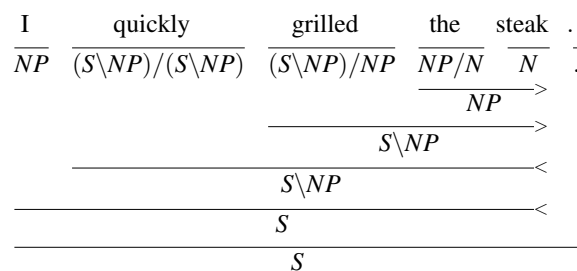 I quickly grilled the steak .
NP (S\NP)/(S\NP) (S\NP)/NP NP/N N .
>
NP
>
S\NP
<
S\NP
<
S
S